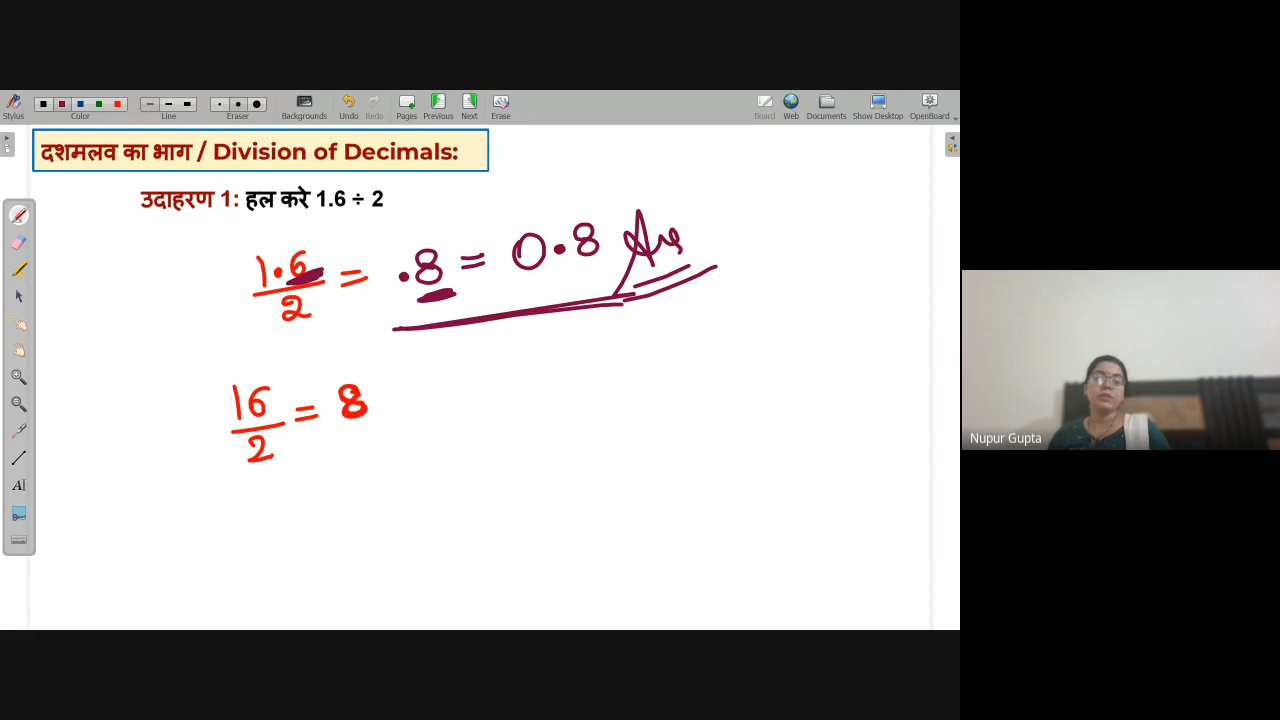 Stylus Color Line Eraser Backgrounds Undo Redo Pages Previous Next Erase Board Web Documents Show Desktop OpenBoard
दशमलव का भाग / Division of Decimals:
उदाहरण 1: हल करे 1.6 ÷ 2
1.6/2 = .8 = 0.8 Ans
16/2 = 8
Nupur Gupta